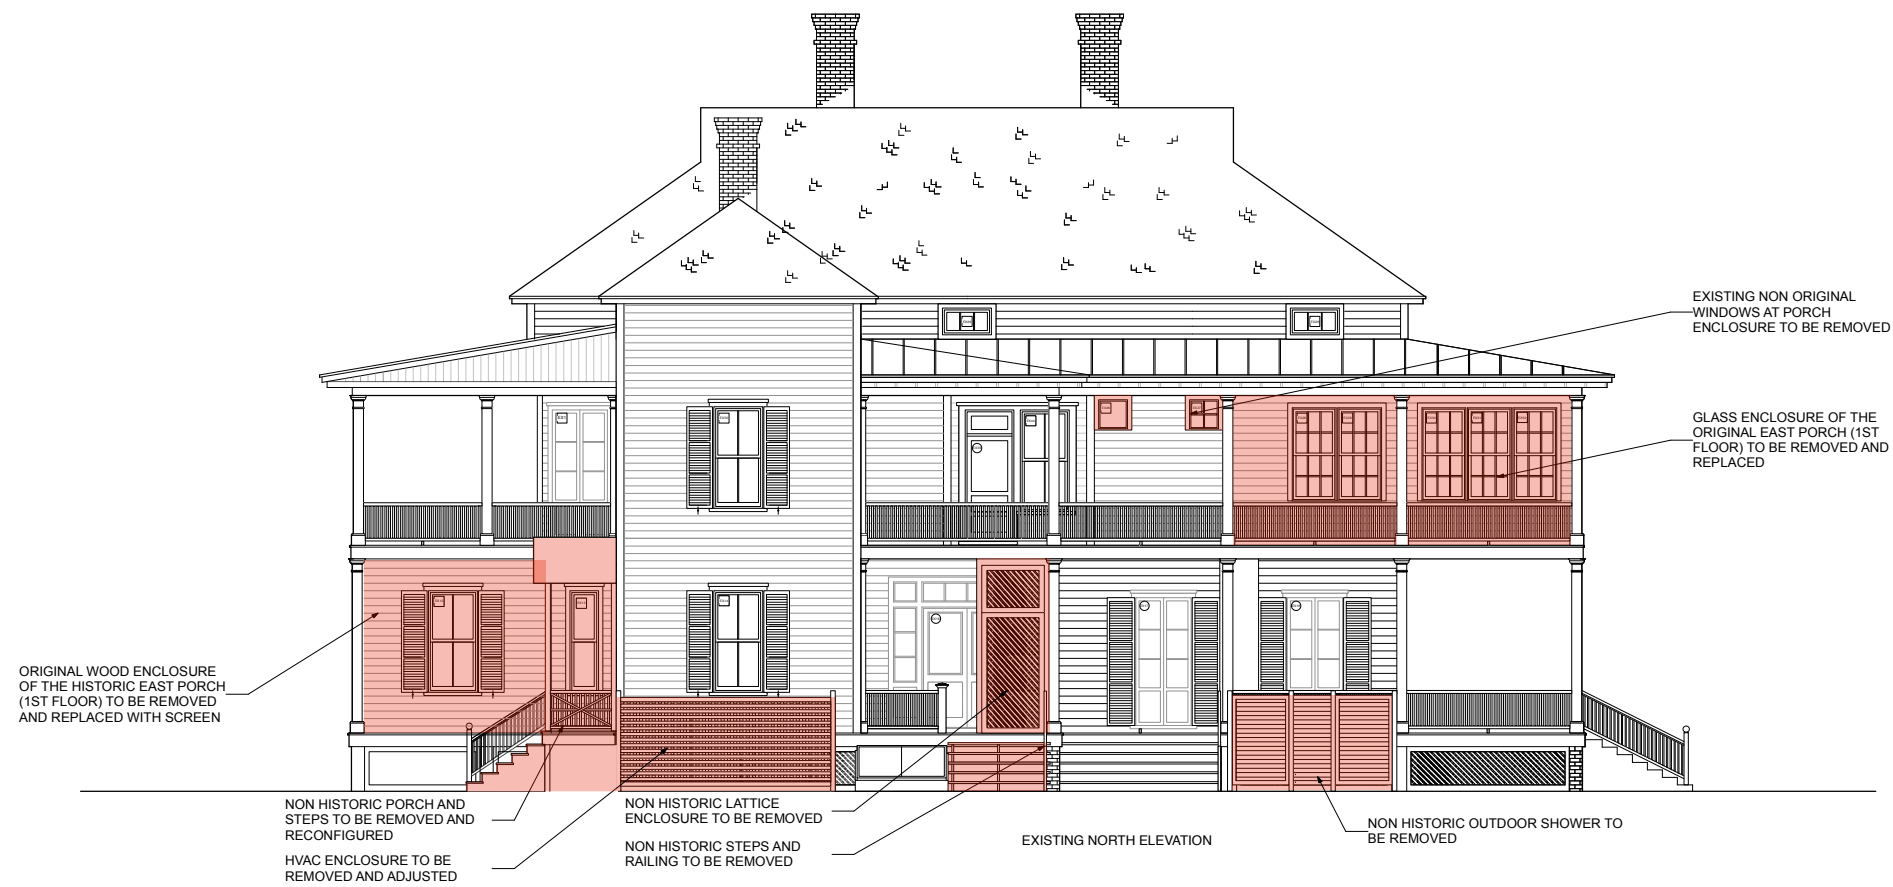 EXISTING NON ORIGINAL
WINDOWS AT PORCH
ENCLOSURE TO BE REMOVED
GLASS ENCLOSURE OF THE
ORIGINAL EAST PORCH (1ST
FLOOR) TO BE REMOVED AND
REPLACED
ORIGINAL WOOD ENCLOSURE
OF THE HISTORIC EAST PORCH
(1ST FLOOR) TO BE REMOVED
AND REPLACED WITH SCREEN
NON HISTORIC PORCH AND
STEPS TO BE REMOVED AND
RECONFIGURED
HVAC ENCLOSURE TO BE
REMOVED AND ADJUSTED
NON HISTORIC LATTICE
ENCLOSURE TO BE REMOVED
NON HISTORIC STEPS AND
RAILING TO BE REMOVED
EXISTING NORTH ELEVATION
NON HISTORIC OUTDOOR SHOWER TO
BE REMOVED